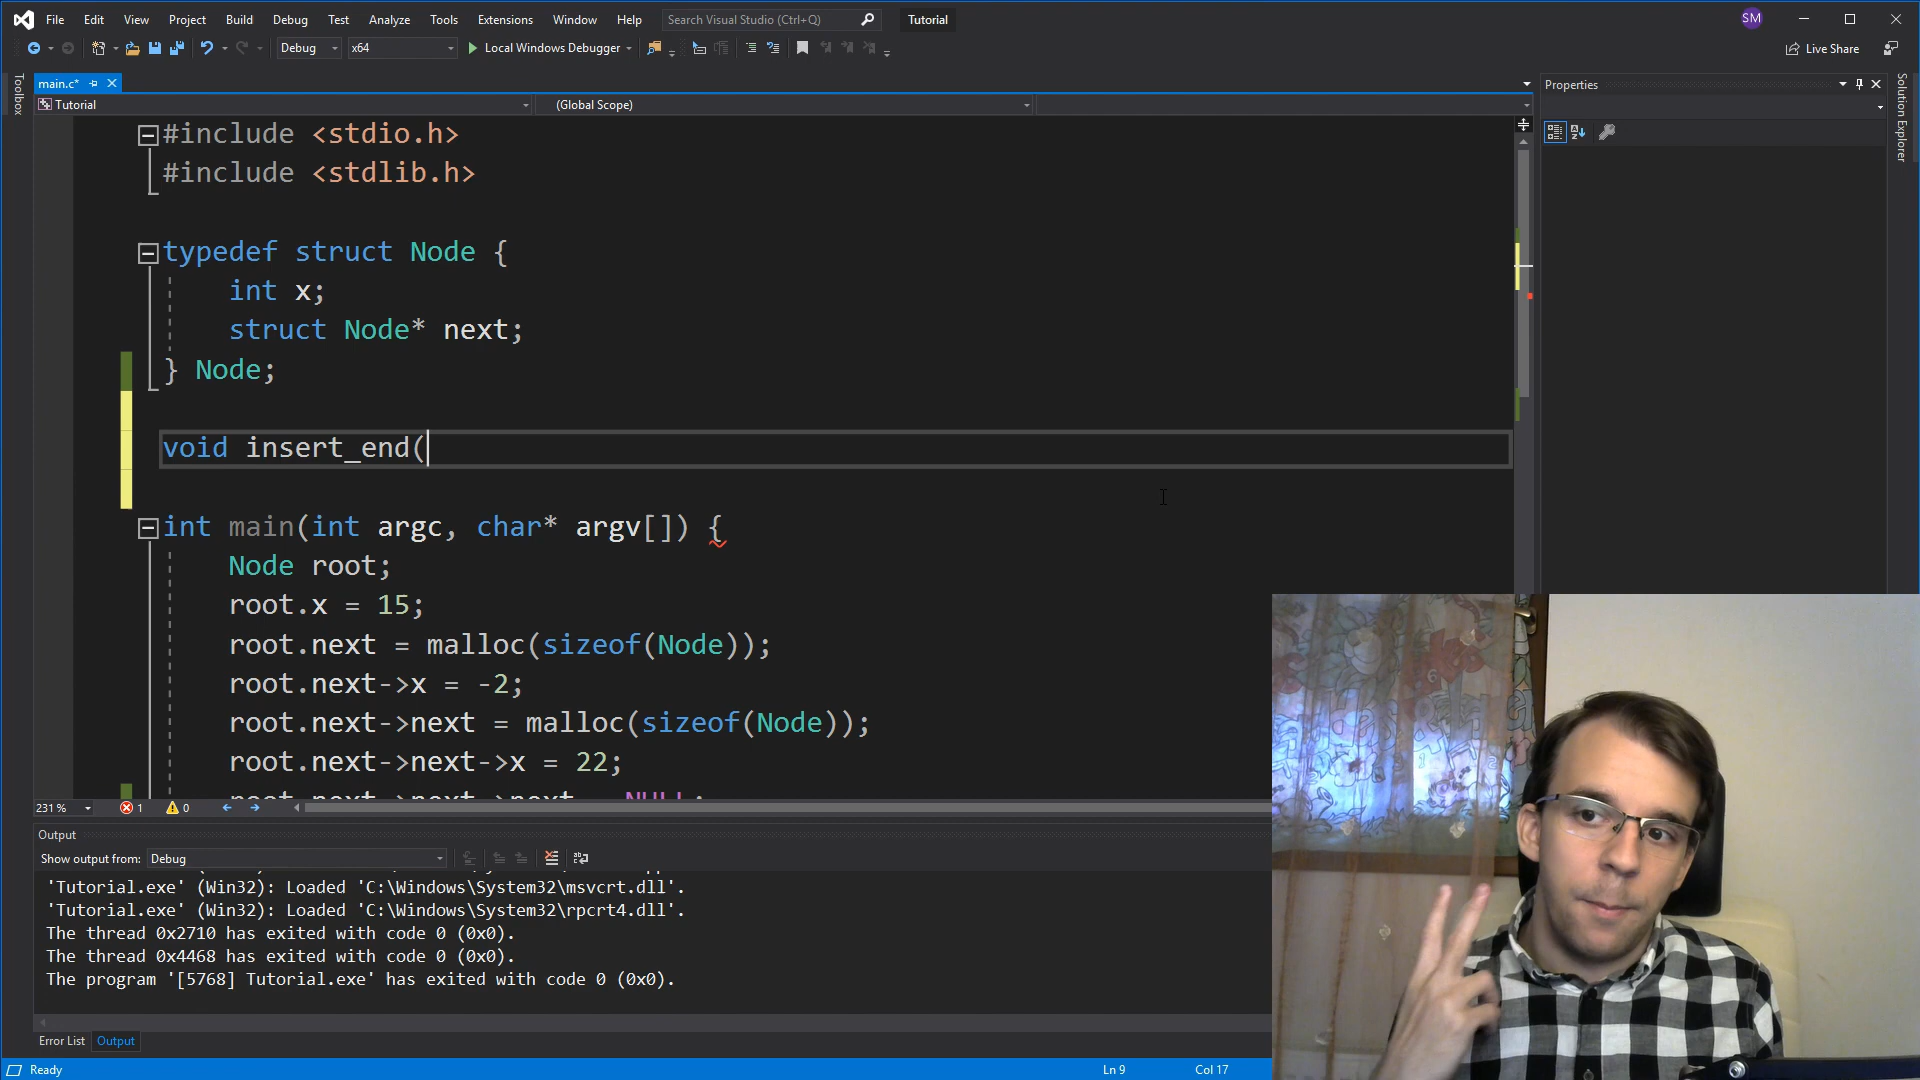 File Edit View Project Build Debug Test Analyze Tools Extensions Window Help Search Visual Studio (Ctrl+Q) Tutorial SM
Debug x64 Local Windows Debugger Live Share
Toolbox
main.c*
Tutorial (Global Scope)
#include <stdio.h>
#include <stdlib.h>
typedef struct Node {
int x;
struct Node* next;
} Node;
void insert_end(
int main(int argc, char* argv[]) {
Node root;
root.x = 15;
root.next = malloc(sizeof(Node));
root.next->x = -2;
root.next->next = malloc(sizeof(Node));
root.next->next->x = 22;
root.next->next->next = NULL;
231 % 1 0
Properties
Solution Explorer
Output
Show output from: Debug
'Tutorial.exe' (Win32): Loaded 'C:\Windows\System32\msvcrt.dll'.
'Tutorial.exe' (Win32): Loaded 'C:\Windows\System32\rpcrt4.dll'.
The thread 0x2710 has exited with code 0 (0x0).
The thread 0x4468 has exited with code 0 (0x0).
The program '[5768] Tutorial.exe' has exited with code 0 (0x0).
Error List Output
Ready Ln 9 Col 17